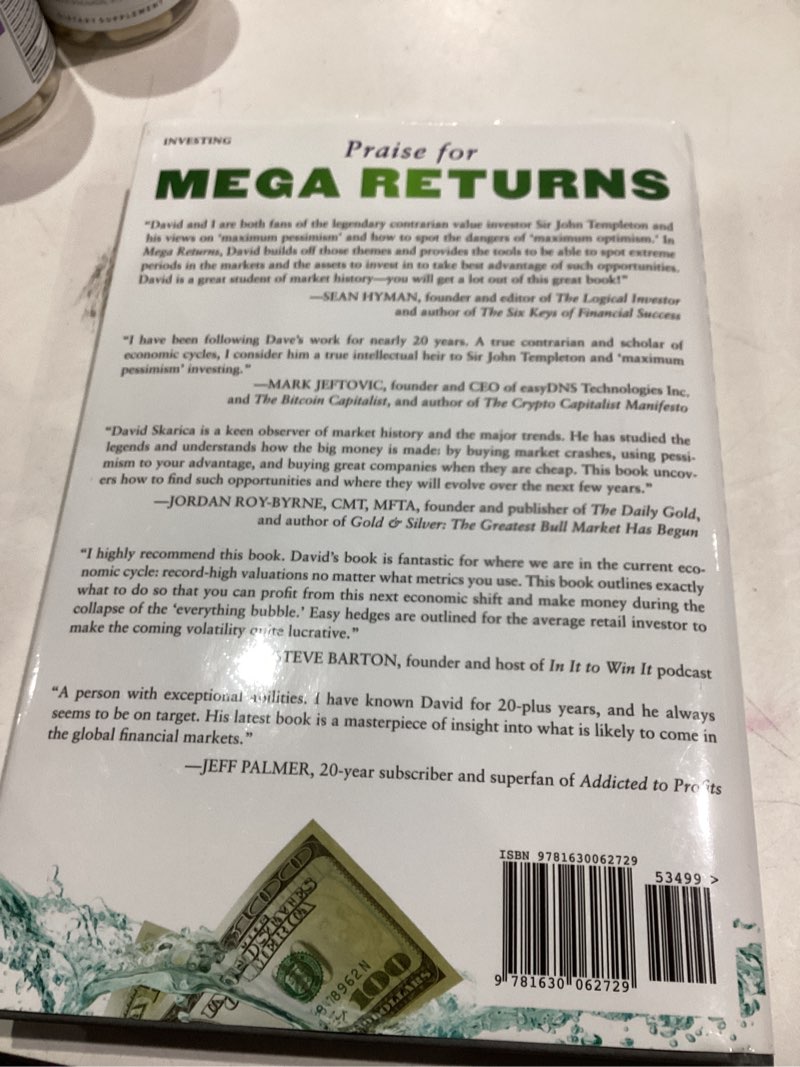 DIETARY SUPPLEMENT
INVESTING
Praise for
MEGA RETURNS
"David and I are both fans of the legendary contrarian value investor Sir John Templeton and
his views on 'maximum pessimism' and how to spot the dangers of 'maximum optimism.' In
Mega Returns, David builds off those themes and provides the tools to be able to spot extreme
periods in the markets and the assets to invest in to take best advantage of such opportunities.
David is a great student of market history—you will get a lot out of this great book!"
—SEAN HYMAN, founder and editor of The Logical Investor
and author of The Six Keys of Financial Success
"I have been following Dave's work for nearly 20 years. A true contrarian and scholar of
economic cycles, I consider him a true intellectual heir to Sir John Templeton and 'maximum
pessimism' investing."
—MARK JEFTOVIC, founder and CEO of easyDNS Technologies Inc.
and The Bitcoin Capitalist, and author of The Crypto Capitalist Manifesto
"David Skarica is a keen observer of market history and the major trends. He has studied the
legends and understands how the big money is made: by buying market crashes, using pessi-
mism to your advantage, and buying great companies when they are cheap. This book uncov-
ers how to find such opportunities and where they will evolve over the next few years."
—JORDAN ROY-BYRNE, CMT, MFTA, founder and publisher of The Daily Gold,
and author of Gold & Silver: The Greatest Bull Market Has Begun
"I highly recommend this book. David's book is fantastic for where we are in the current eco-
nomic cycle: record-high valuations no matter what metrics you use. This book outlines exactly
what to do so that you can profit from this next economic shift and make money during the
collapse of the 'everything bubble.' Easy hedges are outlined for the average retail investor to
make the coming volatility quite lucrative."
STEVE BARTON, founder and host of In It to Win It podcast
"A person with exceptional abilities. I have known David for 20-plus years, and he always
seems to be on target. His latest book is a masterpiece of insight into what is likely to come in
the global financial markets."
—JEFF PALMER, 20-year subscriber and superfan of Addicted to Profits
ISBN 9781630062729
53499 >
9 781630 062729
100
DOLLARS